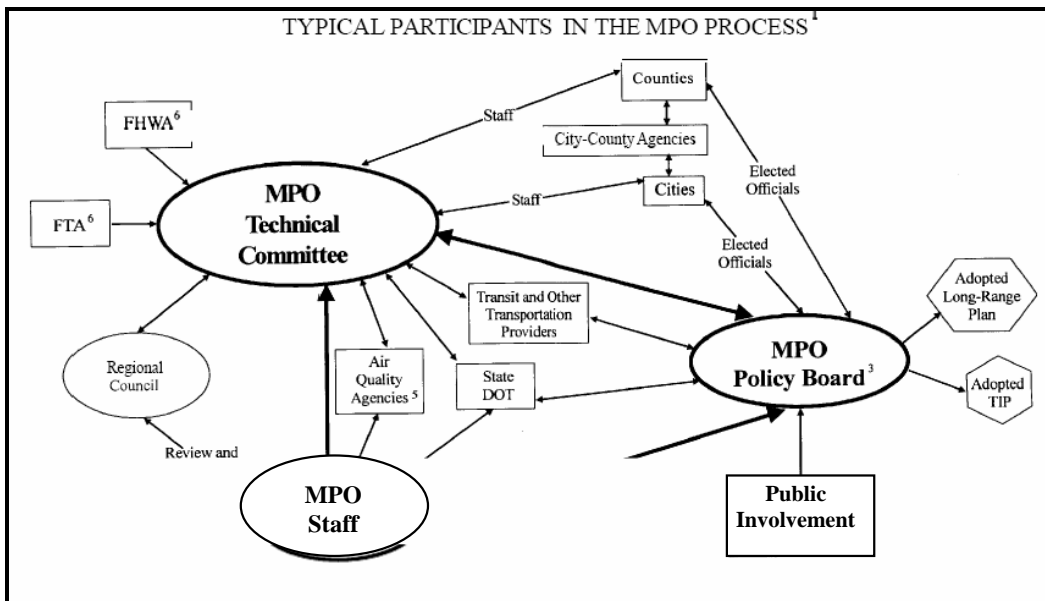 TYPICAL PARTICIPANTS IN THE MPO PROCESS1
Counties
FHWA6
Staff
City-County Agencies
MPO
Technical
Committee
Elected
Officials
Staff
Cities
FTA6
Elected
Officials
Transit and Other
Transportation
Providers
Adopted
Long-Range
Plan
Regional
Council
Air
Quality
Agencies5
State
DOT
MPO
Policy Board3
Adopted
TIP
Review and
MPO
Staff
Public
Involvement